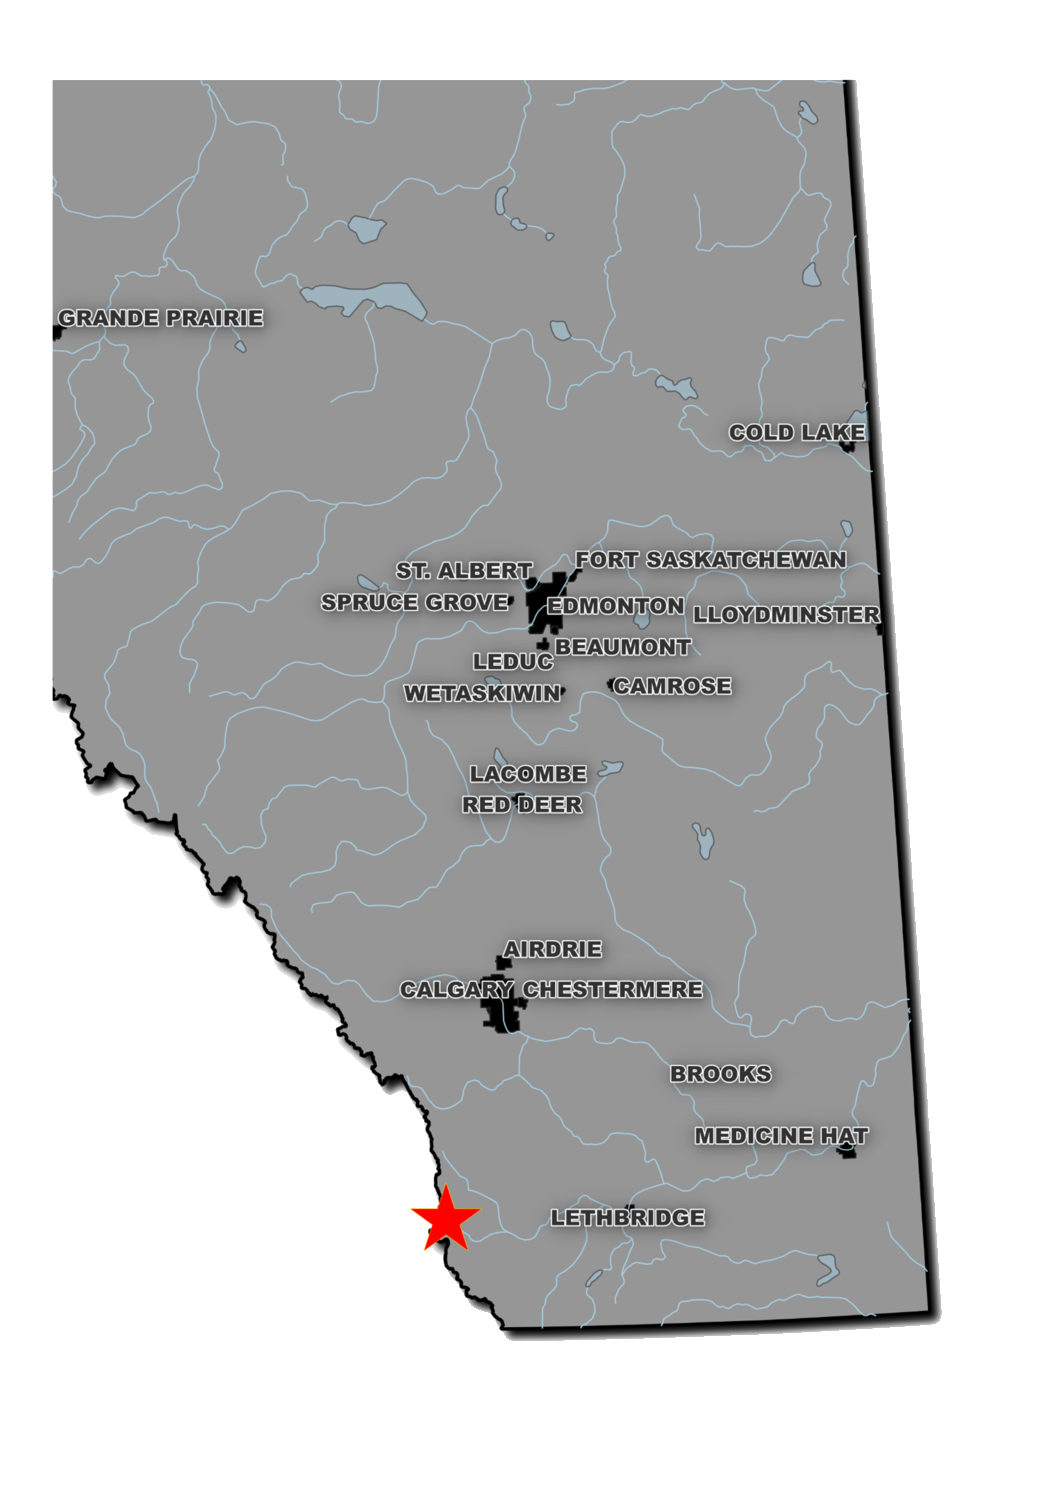 GRANDE PRAIRIE
COLD LAKE
FORT SASKATCHEWAN
ST. ALBERT
SPRUCE GROVE
EDMONTON
LLOYDMINSTER
BEAUMONT
LEDUC
WETASKIWIN
CAMROSE
LACOMBE
RED DEER
AIRDRIE
CALGARY CHESTERMERE
BROOKS
MEDICINE HAT
LETHBRIDGE